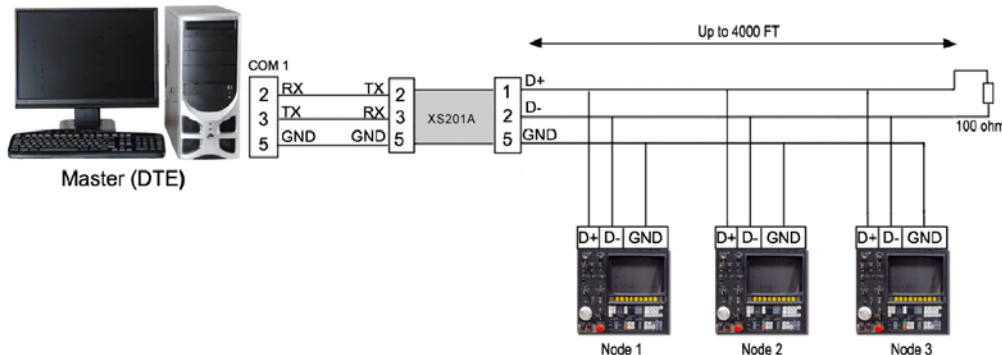 Up to 4000 FT
COM 1
2 RX TX 2
3 TX RX 3
5 GND GND 5
XS201A
1 D+
2 D-
5 GND
100 ohm
Master (DTE)
D+ D- GND
D+ D- GND
D+ D- GND
Node 1
Node 2
Node 3